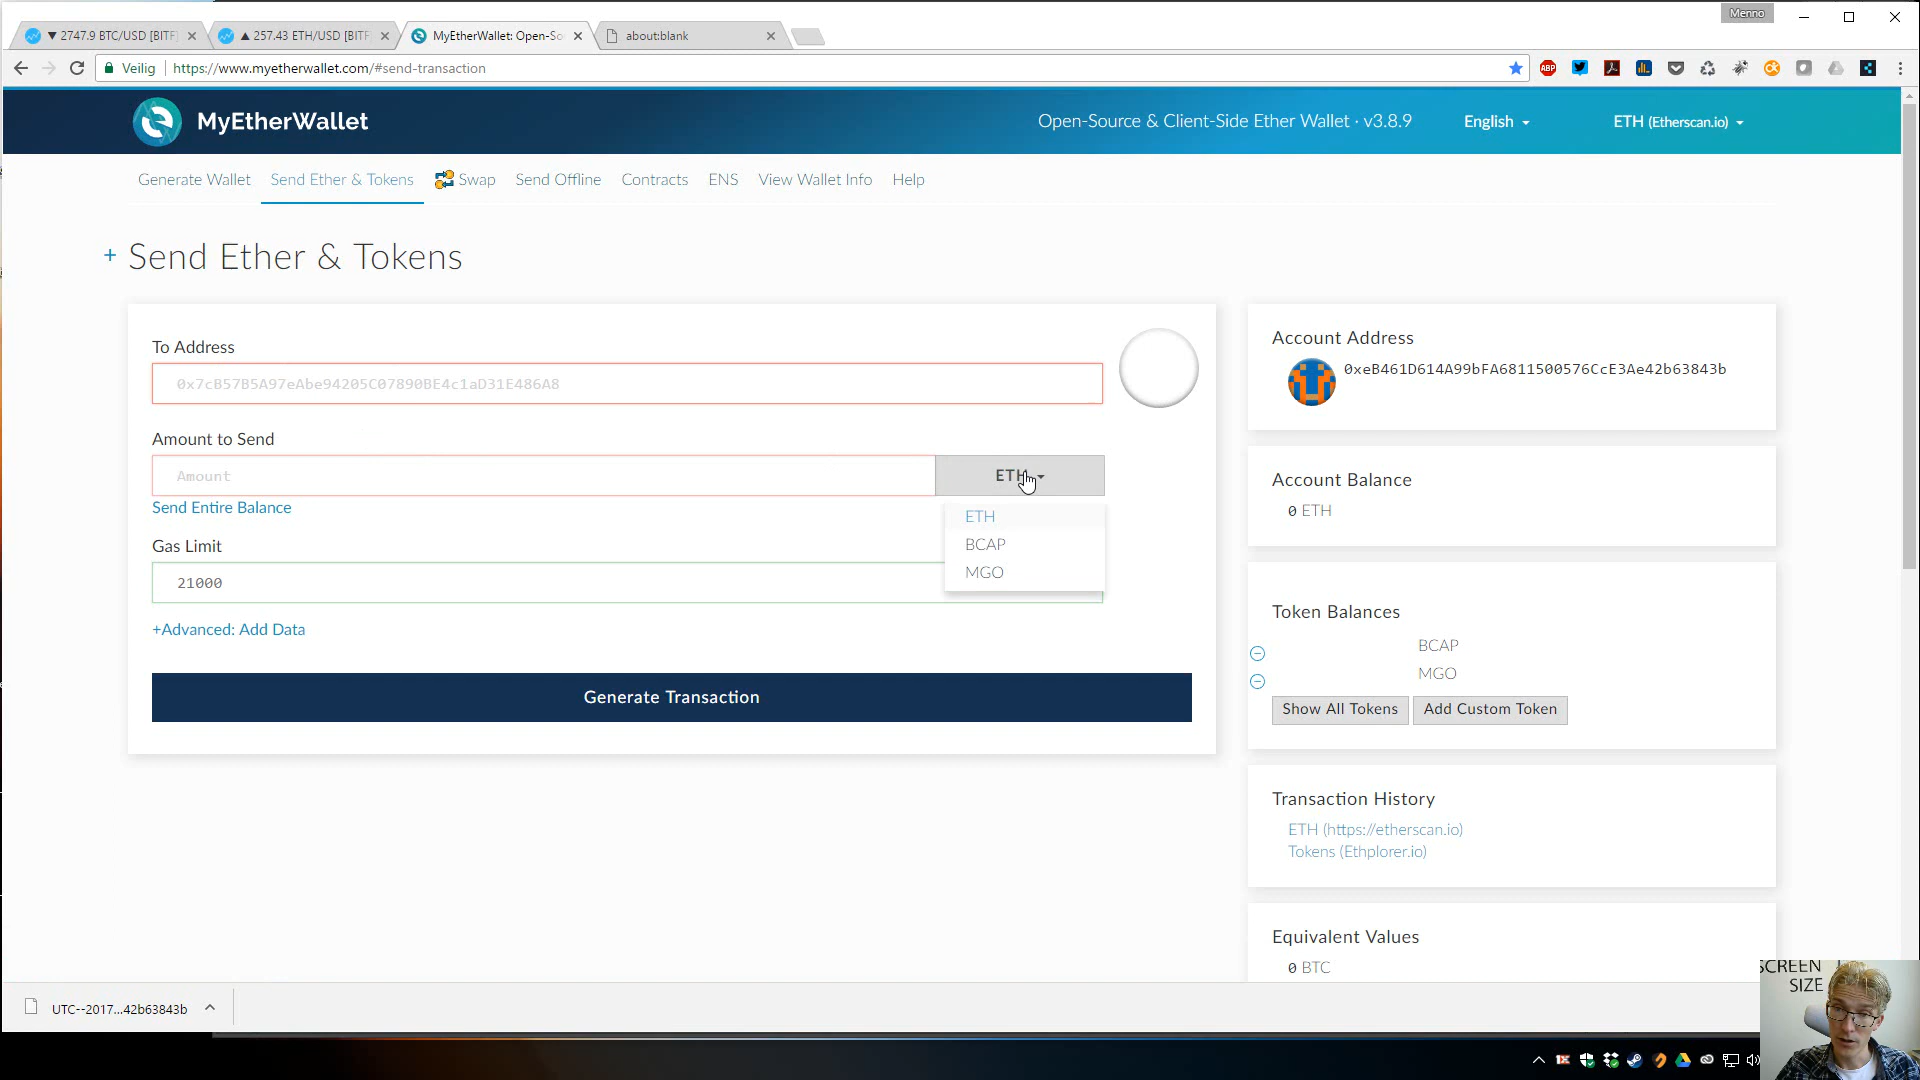 Menno
▼ 2747.9 BTC/USD [BITF
▲ 257.43 ETH/USD [BITF
MyEtherWallet: Open-So
about:blank
Veilig
https://www.myetherwallet.com/#send-transaction
ABP
MyEtherWallet
Open-Source & Client-Side Ether Wallet · v3.8.9
English
ETH (Etherscan.io)
Generate Wallet
Send Ether & Tokens
Swap
Send Offline
Contracts
ENS
View Wallet Info
Help
+ Send Ether & Tokens
To Address
0x7cB57B5A97eAbe94205C07890BE4c1aD31E486A8
Amount to Send
Amount
ETH
Send Entire Balance
ETH
BCAP
MGO
Gas Limit
21000
+Advanced: Add Data
Generate Transaction
Account Address
0xeB461D614A99bFA6811500576CcE3Ae42b63843b
Account Balance
0 ETH
Token Balances
BCAP
MGO
Show All Tokens
Add Custom Token
Transaction History
ETH (https://etherscan.io)
Tokens (Ethplorer.io)
Equivalent Values
0 BTC
UTC--2017...42b63843b
SCREEN
SIZE